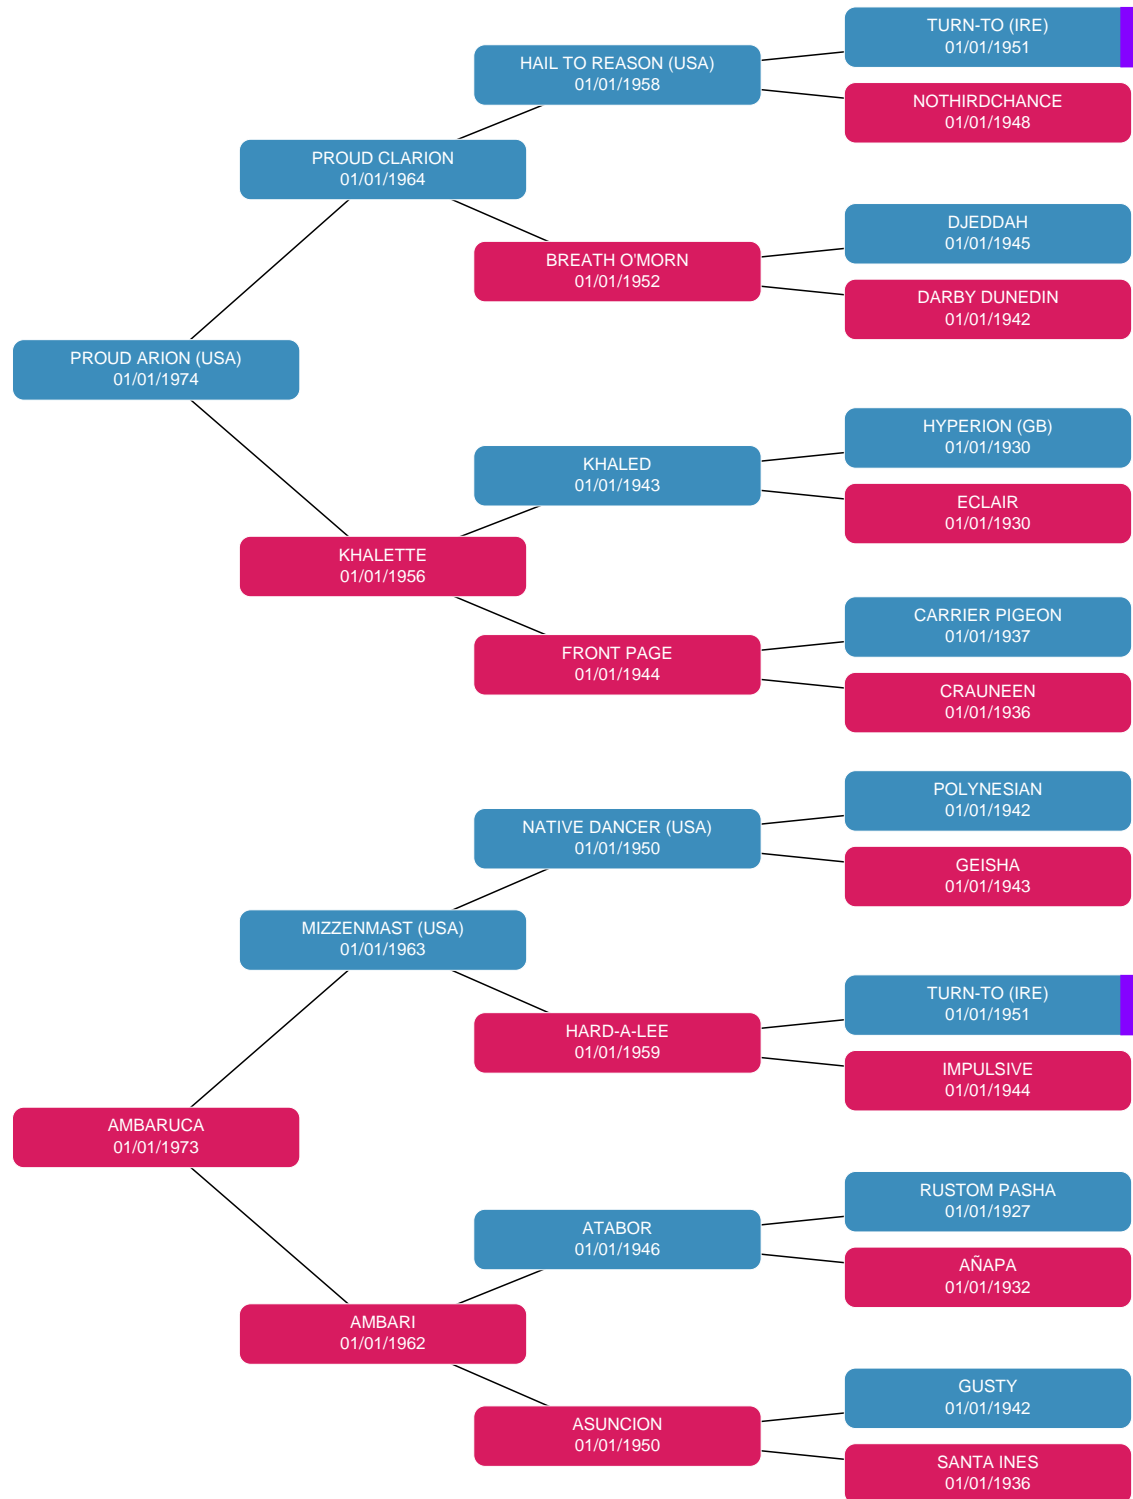 TURN-TO (IRE)
01/01/1951
HAIL TO REASON (USA)
01/01/1958
NOTHIRDCHANCE
01/01/1948
PROUD CLARION
01/01/1964
DJEDDAH
01/01/1945
BREATH O'MORN
01/01/1952
DARBY DUNEDIN
01/01/1942
PROUD ARION (USA)
01/01/1974
HYPERION (GB)
01/01/1930
KHALED
01/01/1943
ECLAIR
01/01/1930
KHALETTE
01/01/1956
CARRIER PIGEON
01/01/1937
FRONT PAGE
01/01/1944
CRAUNEEN
01/01/1936
POLYNESIAN
01/01/1942
NATIVE DANCER (USA)
01/01/1950
GEISHA
01/01/1943
MIZZENMAST (USA)
01/01/1963
TURN-TO (IRE)
01/01/1951
HARD-A-LEE
01/01/1959
IMPULSIVE
01/01/1944
AMBARUCA
01/01/1973
RUSTOM PASHA
01/01/1927
ATABOR
01/01/1946
AÑAPA
01/01/1932
AMBARI
01/01/1962
GUSTY
01/01/1942
ASUNCION
01/01/1950
SANTA INES
01/01/1936